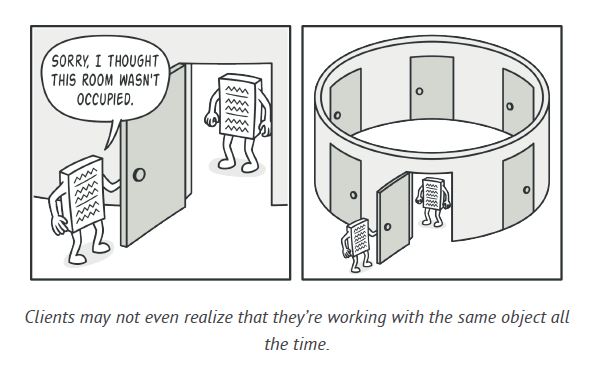 SORRY, I THOUGHT
THIS ROOM WASN'T
OCCUPIED.
Clients may not even realize that they’re working with the same object all
the time.